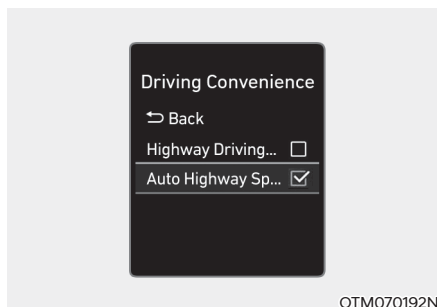 Driving Convenience
Back
Highway Driving...
Auto Highway Sp...
OTM070192N